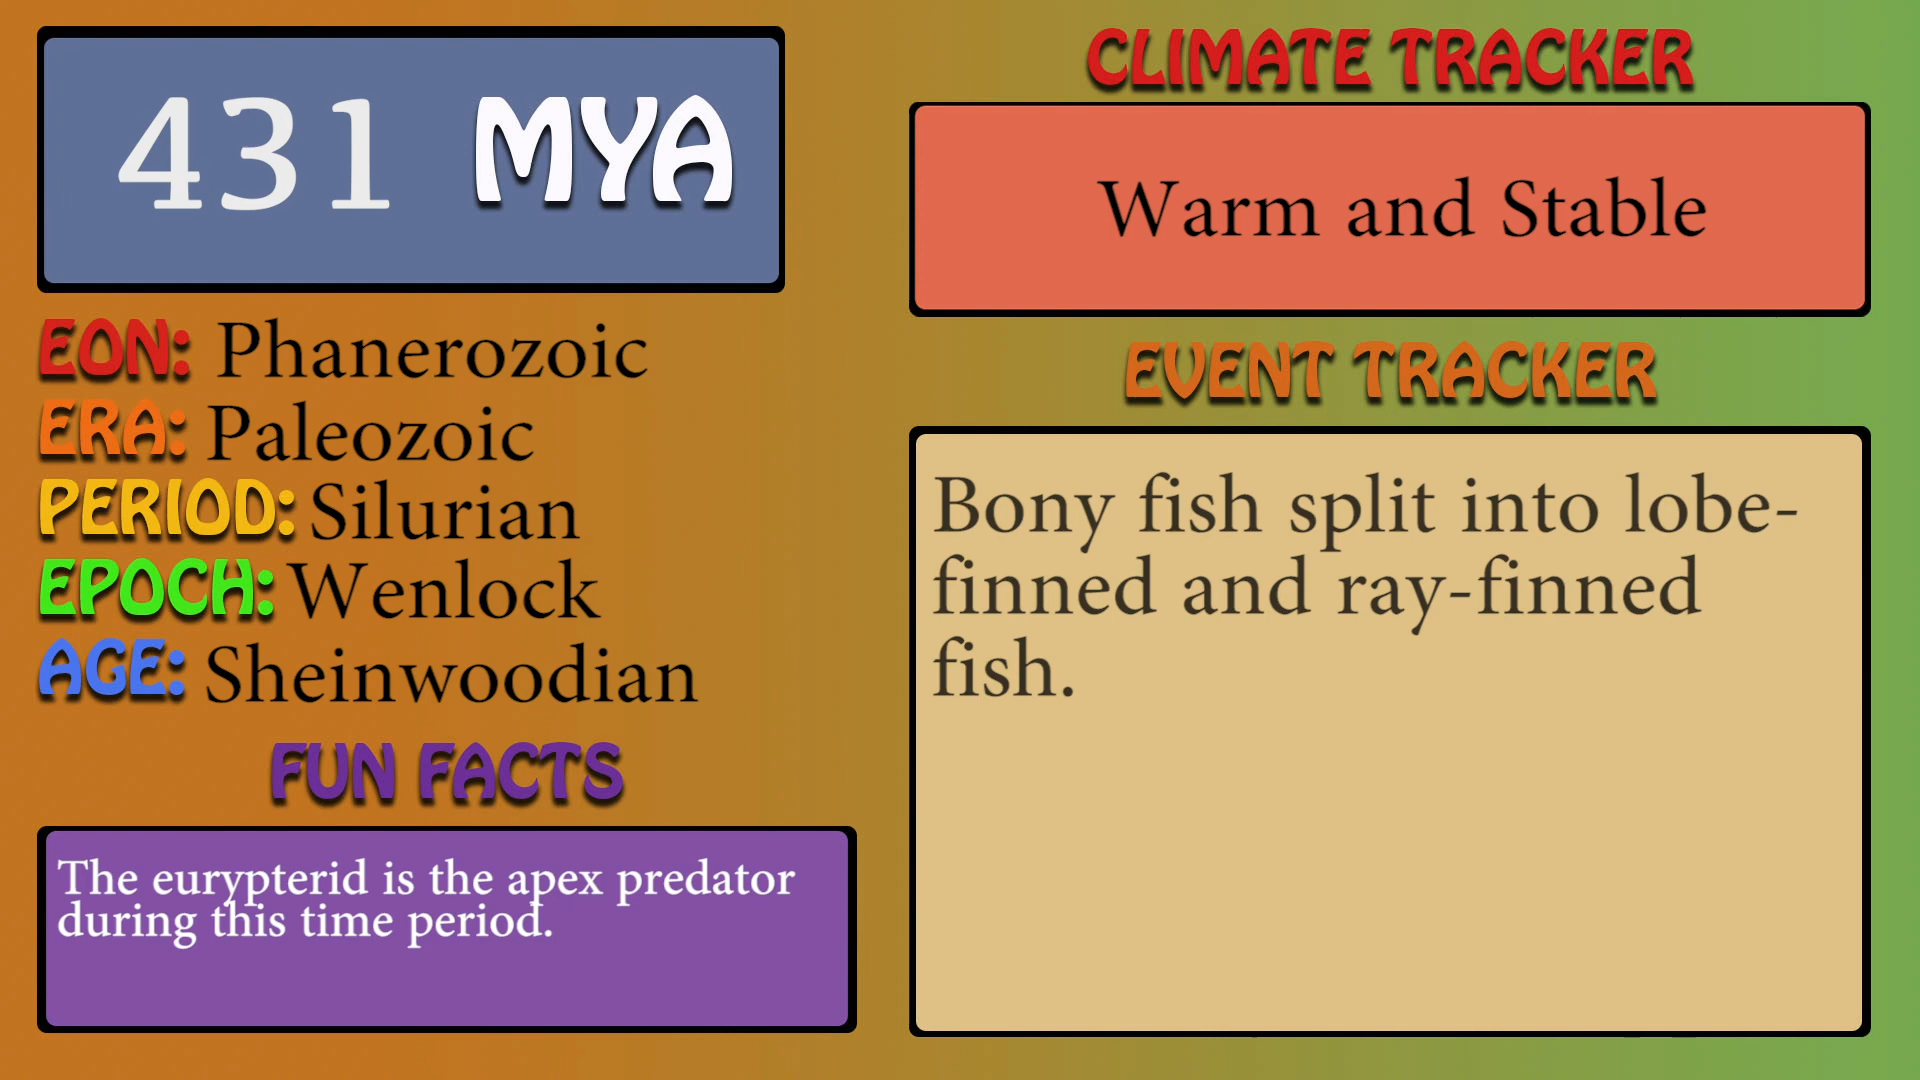 431 MYA
EON: Phanerozoic
ERA: Paleozoic
PERIOD: Silurian
EPOCH: Wenlock
AGE: Sheinwoodian
FUN FACTS
The eurypterid is the apex predator
during this time period.
CLIMATE TRACKER
Warm and Stable
EVENT TRACKER
Bony fish split into lobe-
finned and ray-finned
fish.